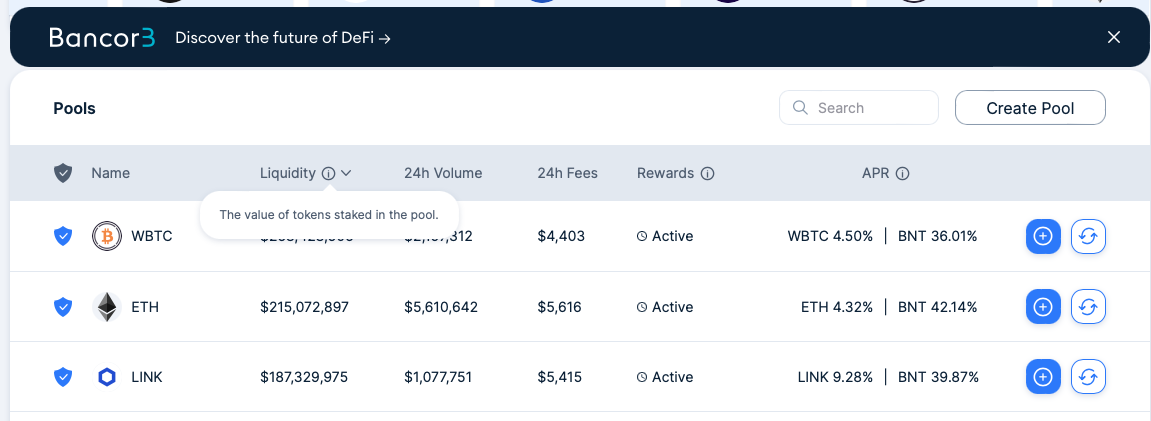 Bancor3 Discover the future of DeFi →
Pools Search Create Pool
Name Liquidity 24h Volume 24h Fees Rewards APR
The value of tokens staked in the pool.
WBTC $4,403 Active WBTC 4.50% | BNT 36.01%
ETH $215,072,897 $5,610,642 $5,616 Active ETH 4.32% | BNT 42.14%
LINK $187,329,975 $1,077,751 $5,415 Active LINK 9.28% | BNT 39.87%